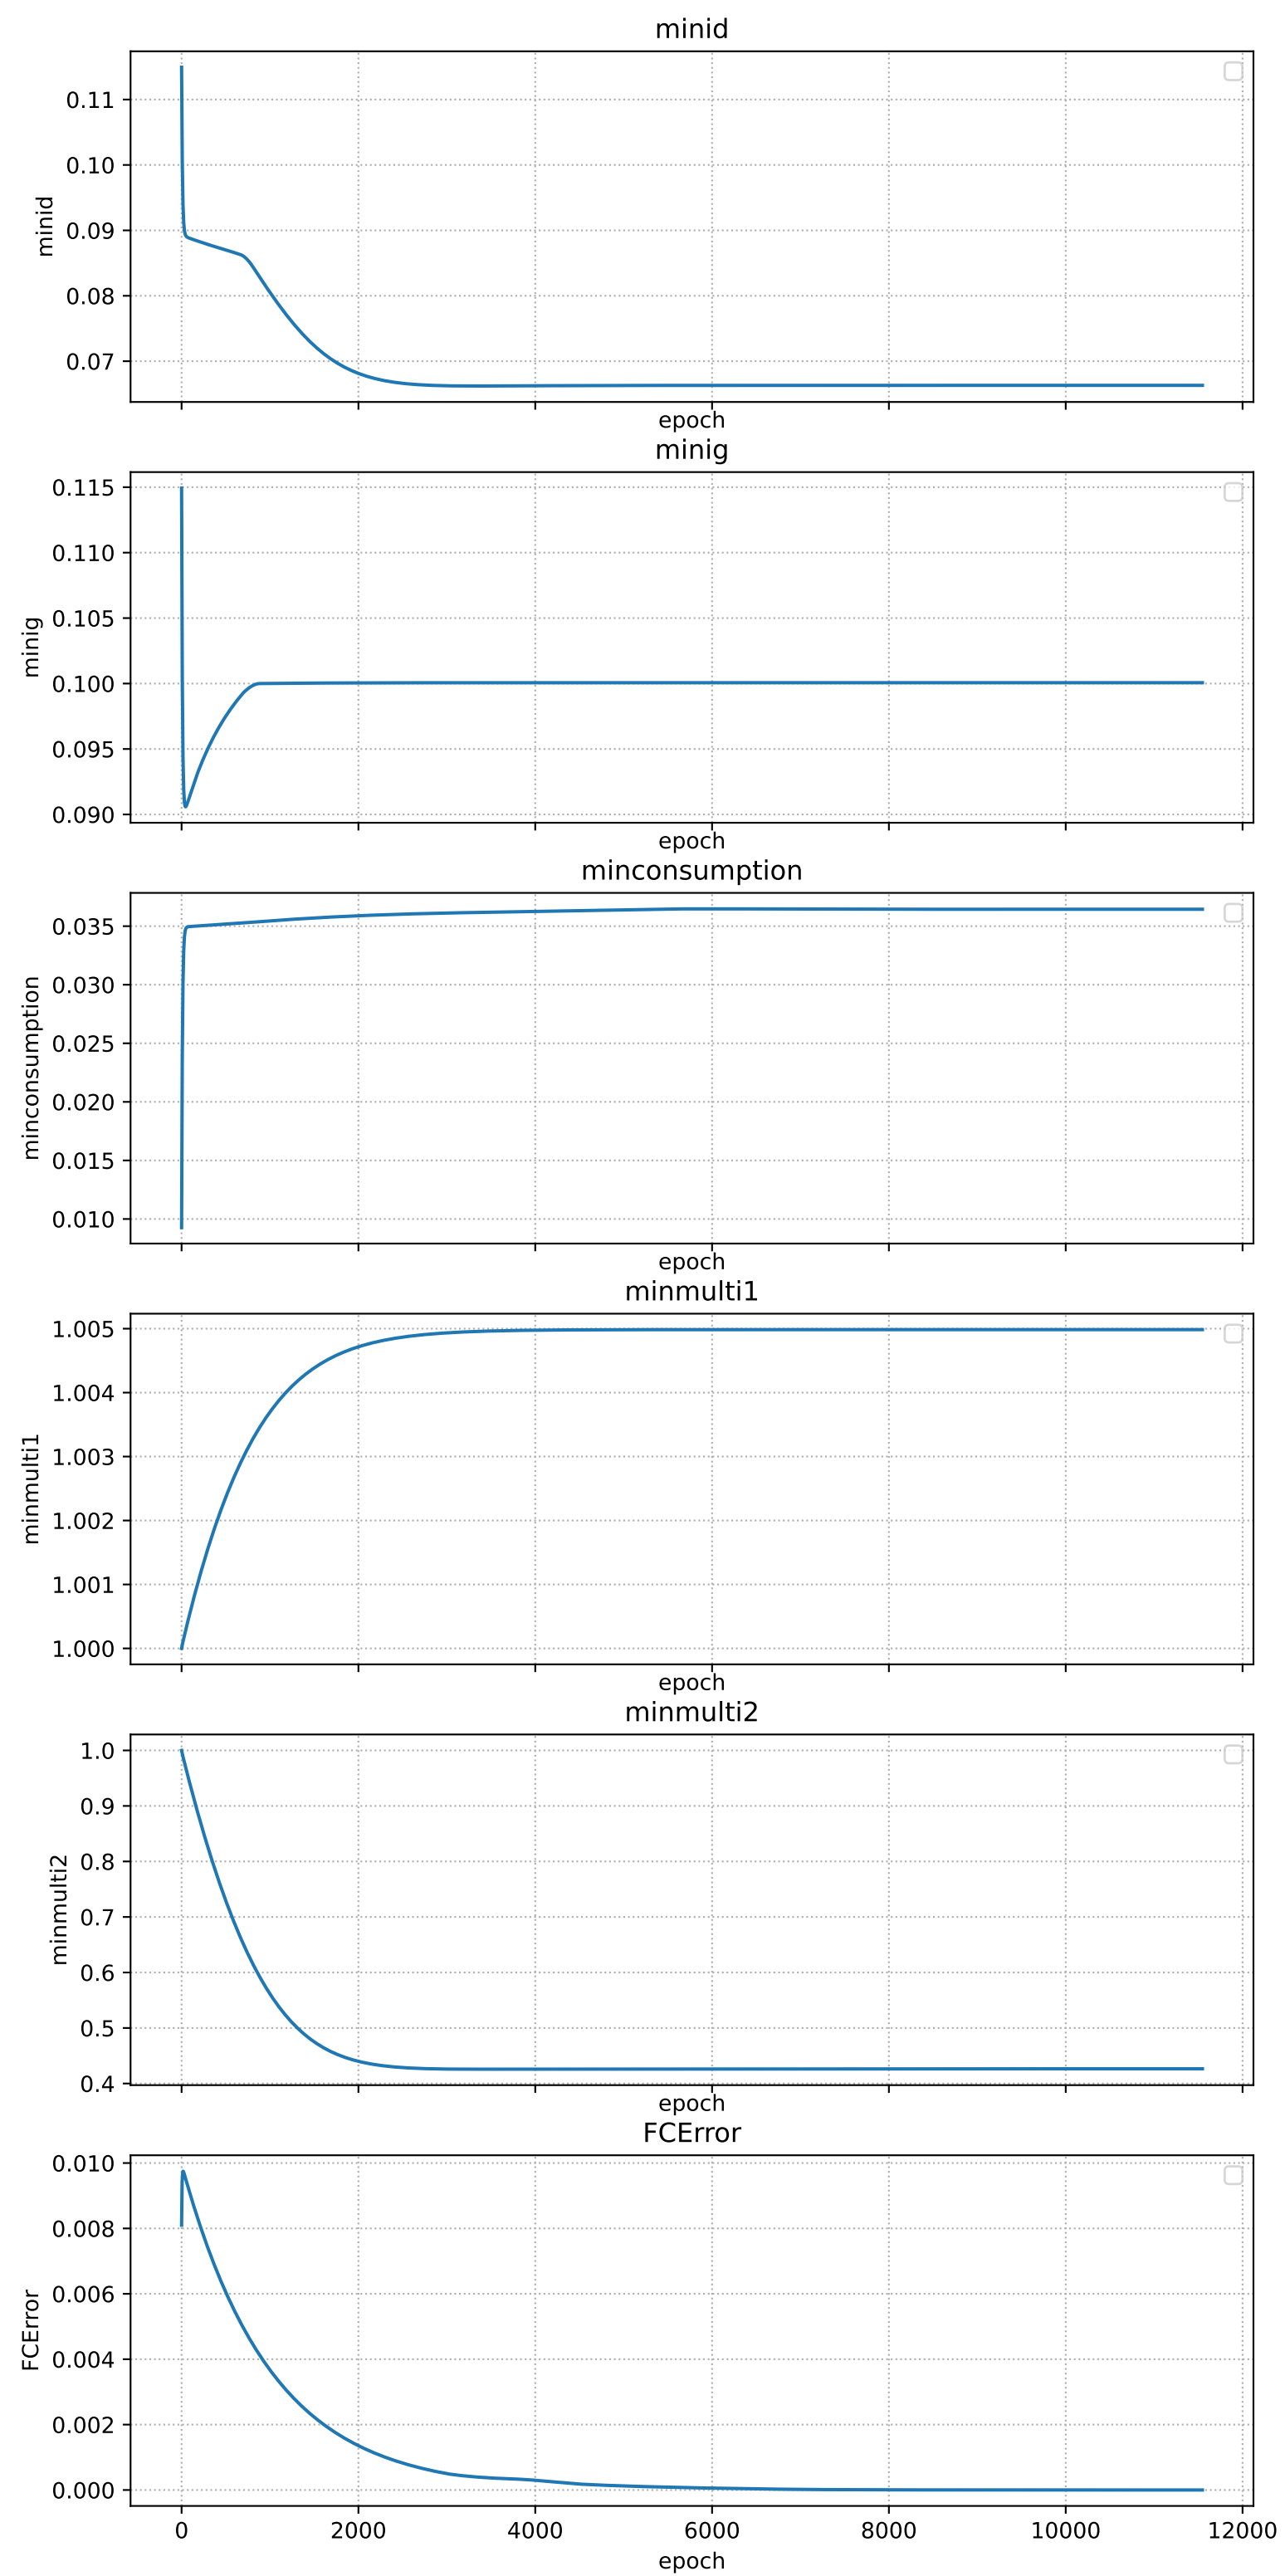 minid
0.11
0.10
0.09
0.08
0.07
minid
epoch
minig
0.115
0.110
0.105
0.100
0.095
0.090
minig
epoch
minconsumption
0.035
0.030
0.025
0.020
0.015
0.010
minconsumption
epoch
minmulti1
1.005
1.004
1.003
1.002
1.001
1.000
minmulti1
epoch
minmulti2
1.0
0.9
0.8
0.7
0.6
0.5
0.4
minmulti2
epoch
FCError
0.010
0.008
0.006
0.004
0.002
0.000
FCError
0 2000 4000 6000 8000 10000 12000
epoch